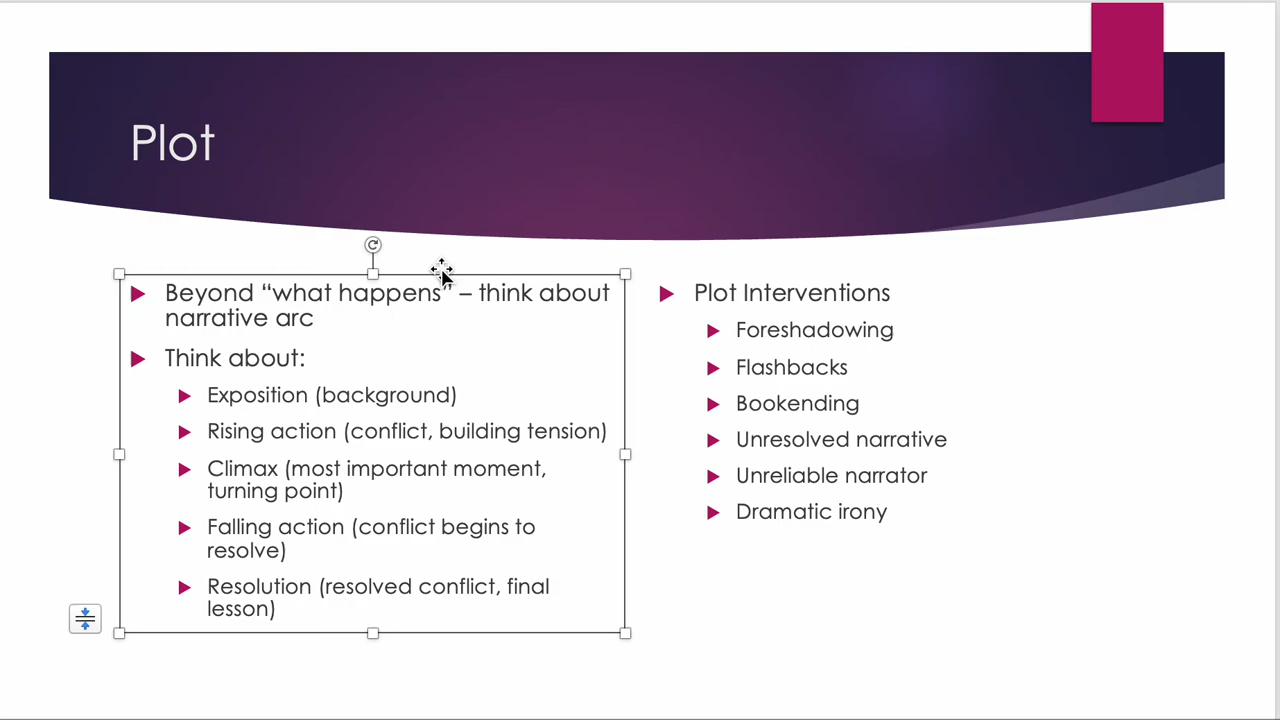 Plot
Beyond “what happens” – think about
narrative arc
Think about:
Exposition (background)
Rising action (conflict, building tension)
Climax (most important moment,
turning point)
Falling action (conflict begins to
resolve)
Resolution (resolved conflict, final
lesson)
Plot Interventions
Foreshadowing
Flashbacks
Bookending
Unresolved narrative
Unreliable narrator
Dramatic irony